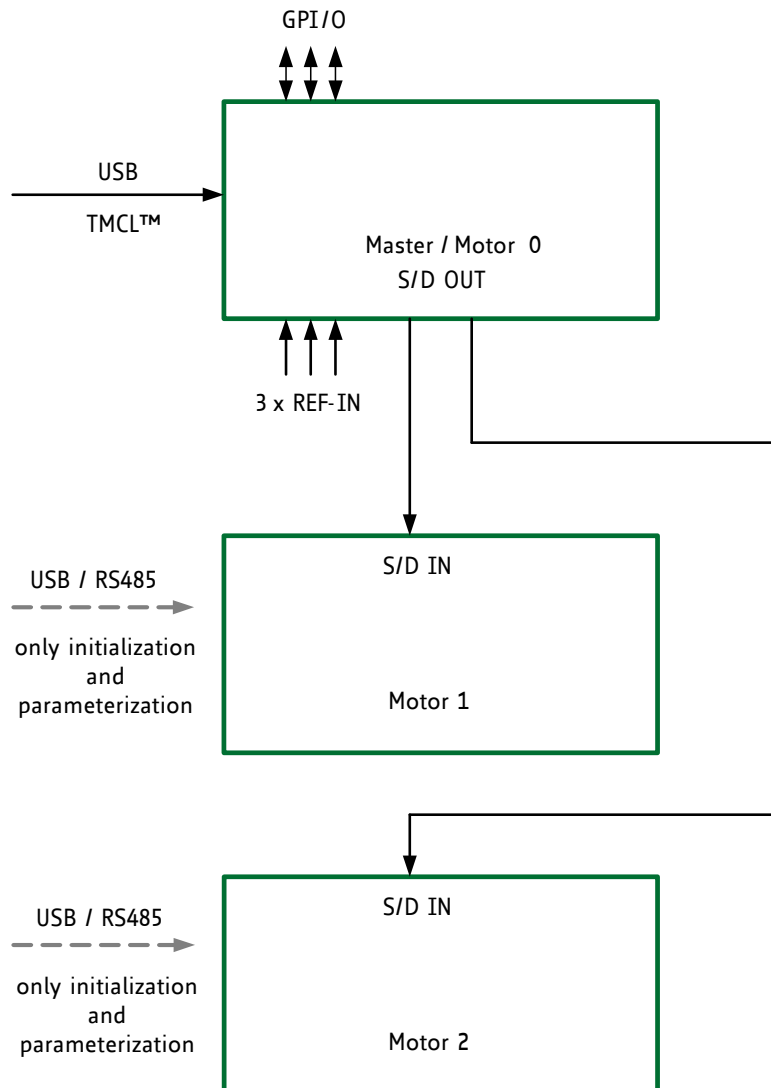 GPI/O
USB
TMCL™
Master / Motor 0
S/D OUT
3 x REF-IN
S/D IN
USB / RS485
only initialization
and
parameterization
Motor 1
S/D IN
USB / RS485
only initialization
and
parameterization
Motor 2